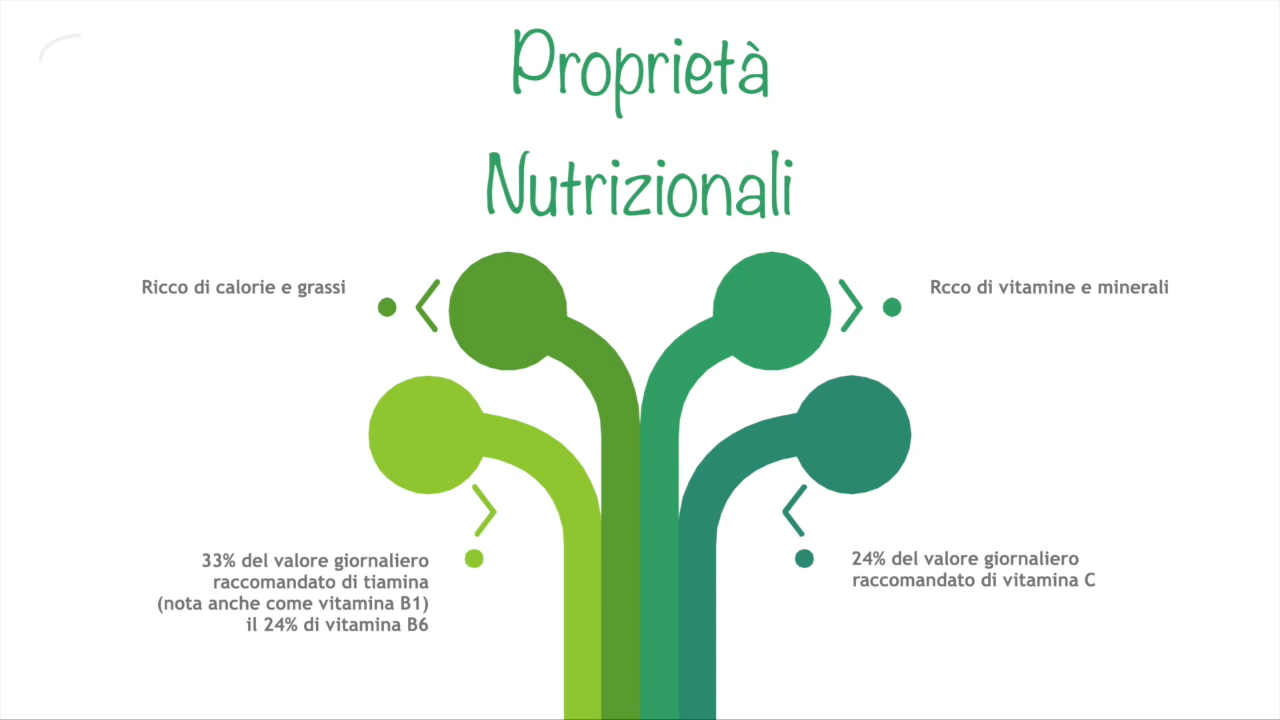 Proprietà
Nutrizionali
Ricco di calorie e grassi
Rcco di vitamine e minerali
33% del valore giornaliero
raccomandato di tiamina
(nota anche come vitamina B1)
il 24% di vitamina B6
24% del valore giornaliero
raccomandato di vitamina C